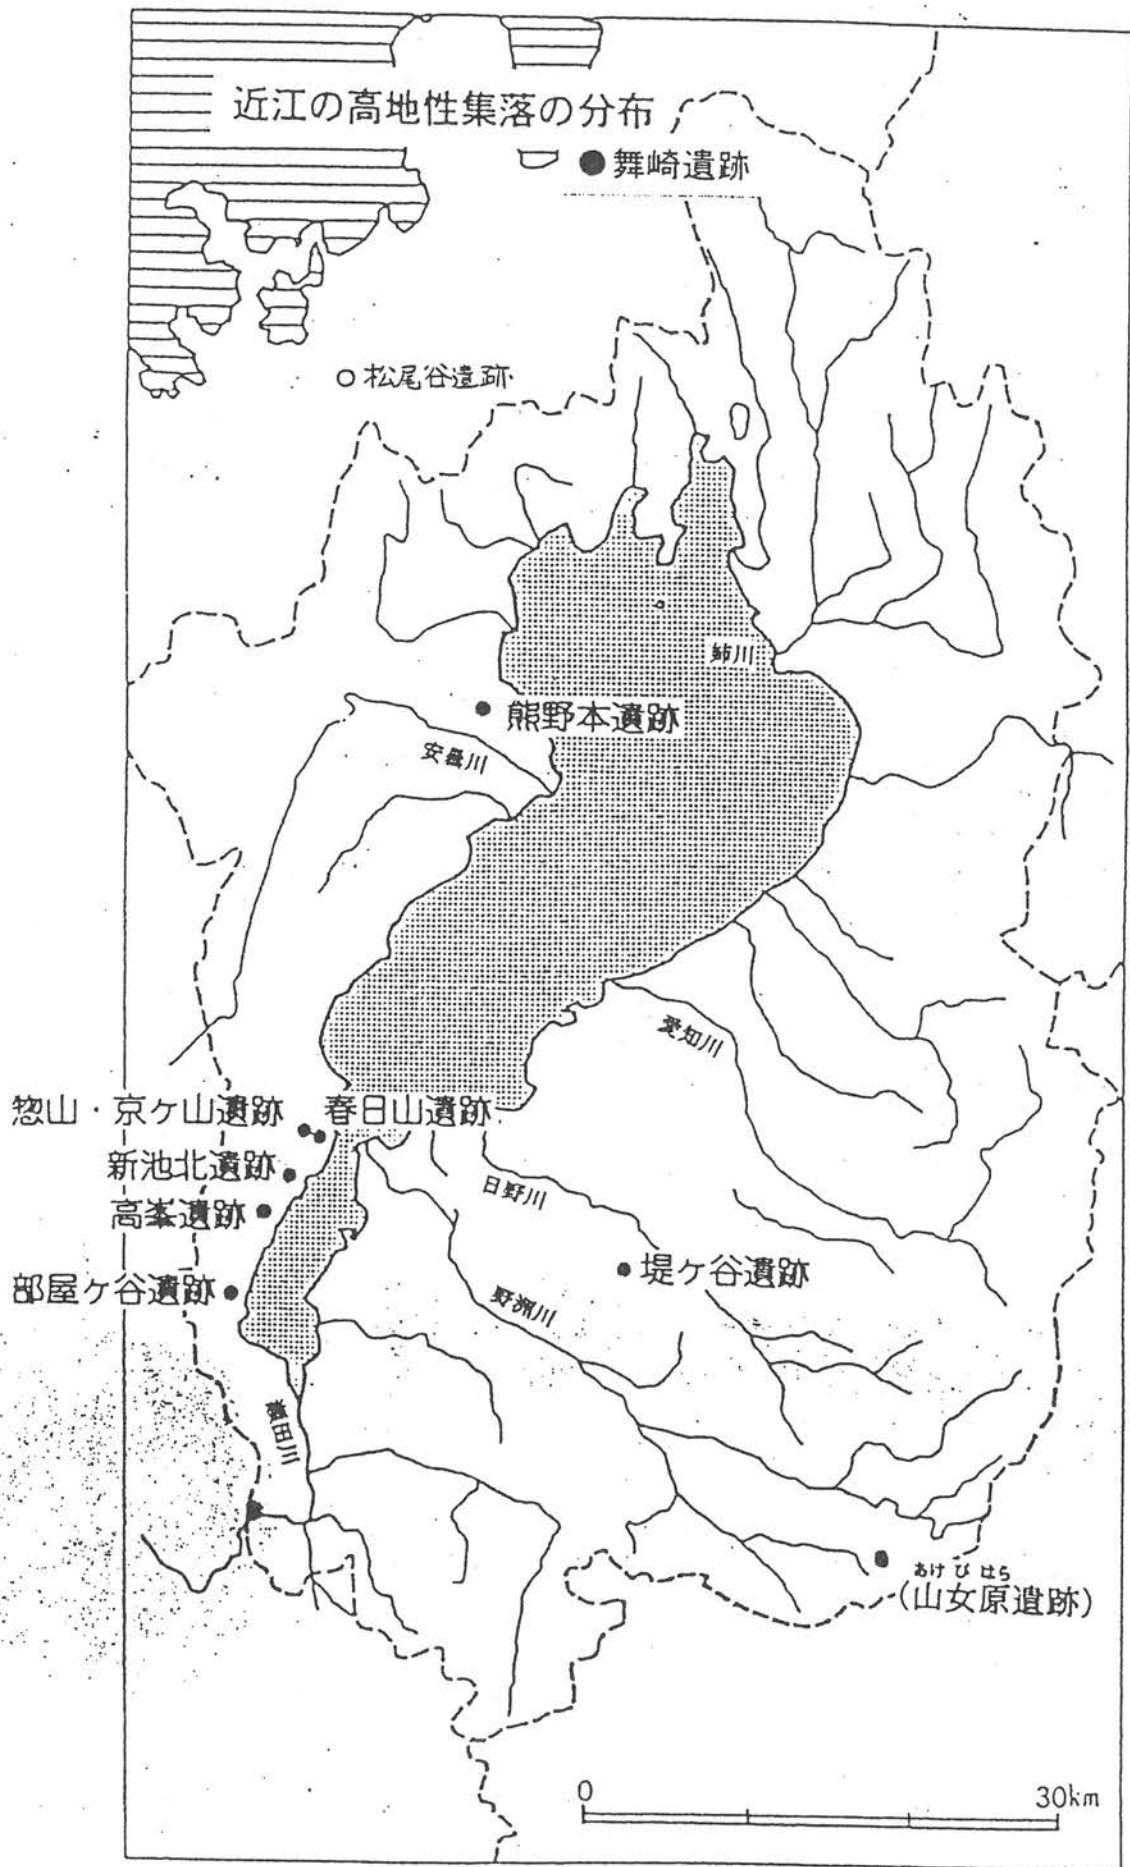 近江の高地性集落の分布
舞崎遺跡
松尾谷遺跡
姉川
熊野本遺跡
安曇川
愛知川
惣山・京ケ山遺跡
春日山遺跡
新池北遺跡
高峯遺跡
日野川
堤ケ谷遺跡
部屋ケ谷遺跡
野洲川
瀬田川
あけびはら
(山女原遺跡)
0
30km